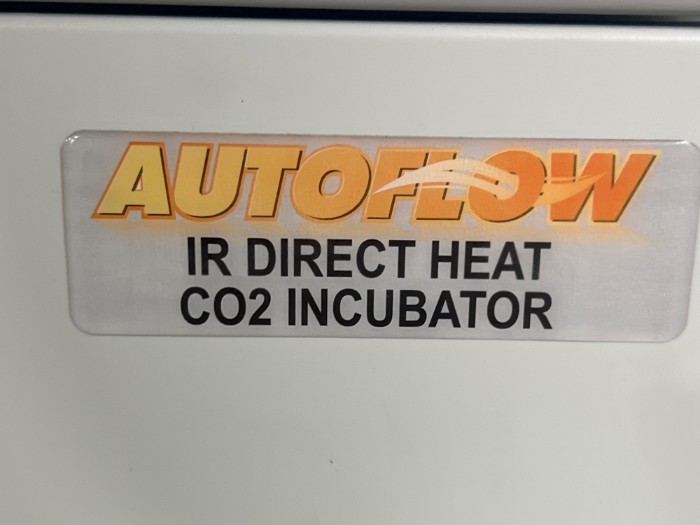 AUTOFLOW
IR DIRECT HEAT
CO2 INCUBATOR